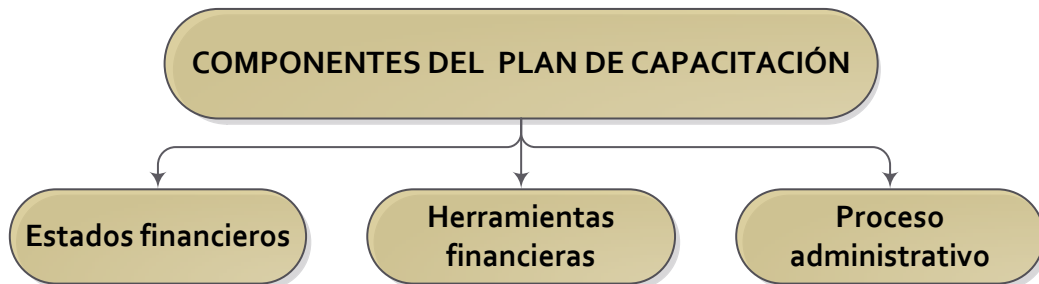 COMPONENTES DEL PLAN DE CAPACITACIÓN
Estados financieros
Herramientas
financieras
Proceso
administrativo